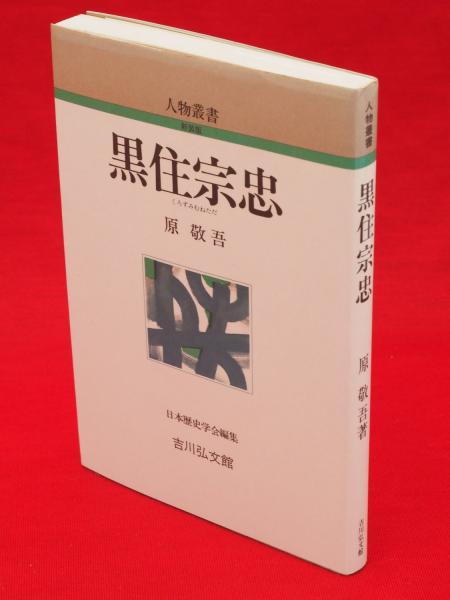 人物叢書
新装版
黒住宗忠
くろずみむねただ
原 敬吾
日本歴史学会編集
吉川弘文館
人物叢書
黒住宗忠
原 敬吾著
吉川弘文館